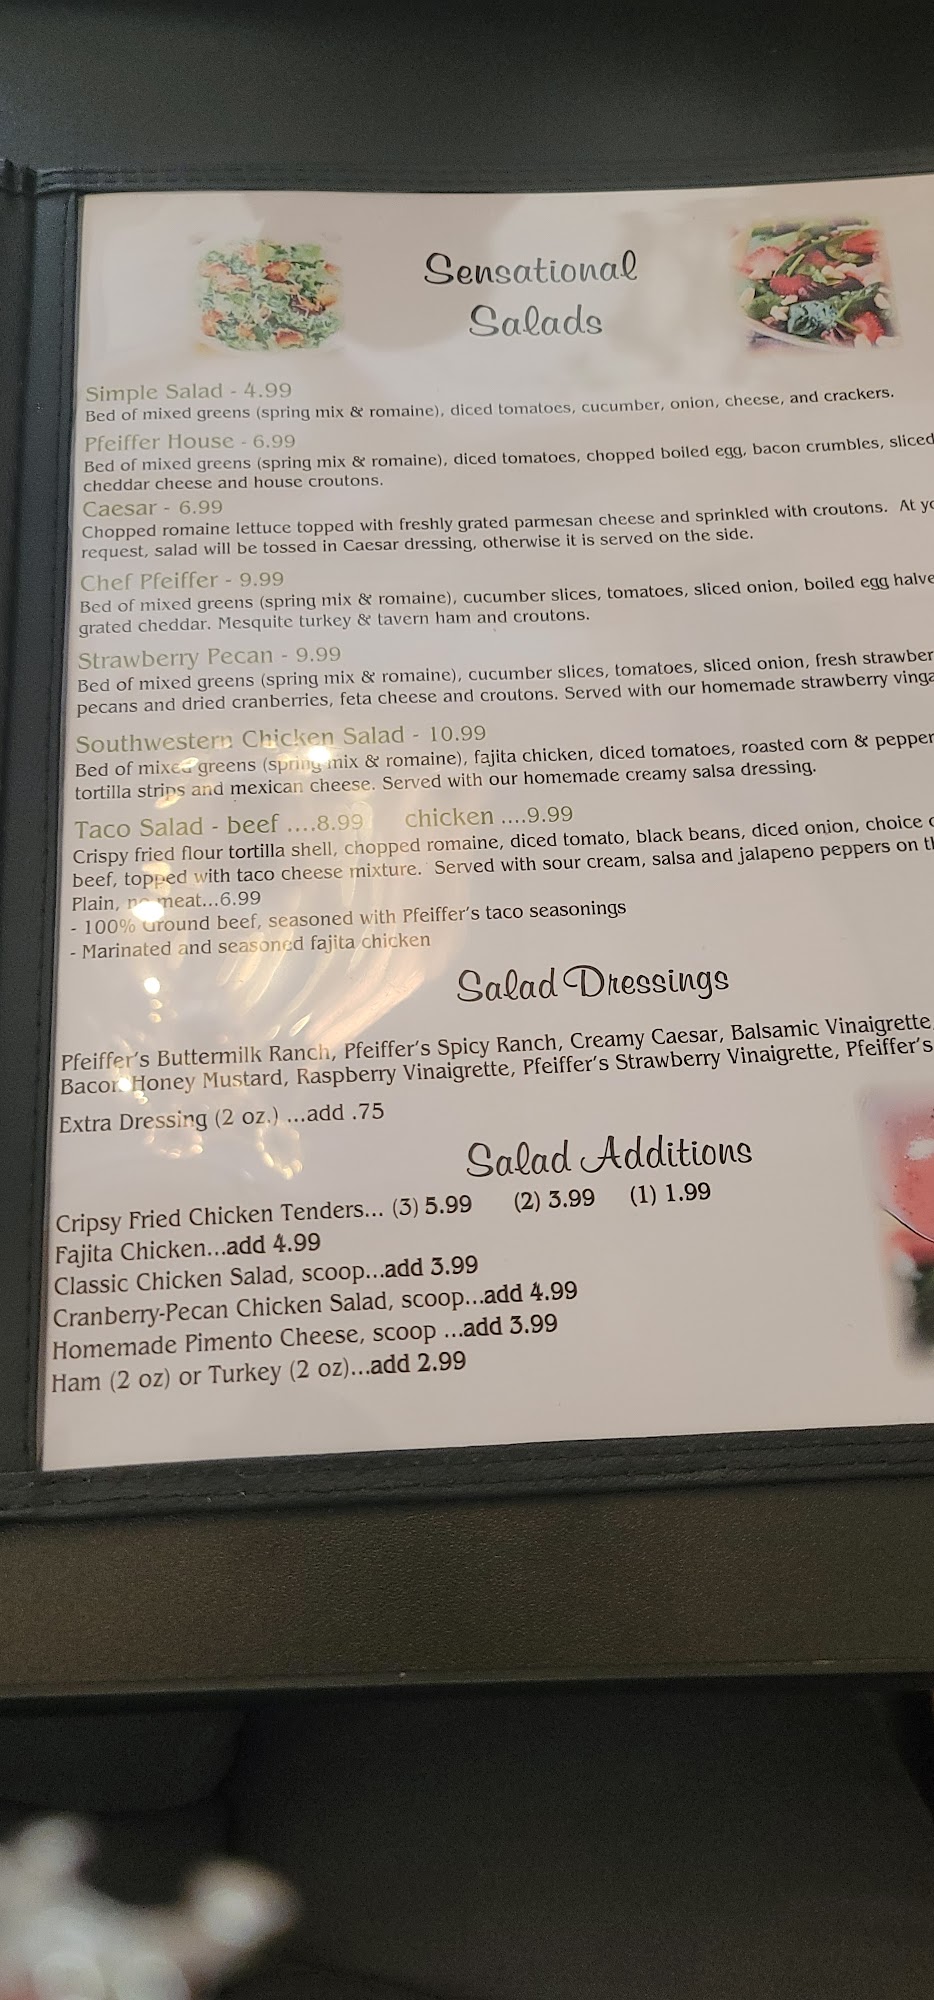 Sensational
Salads
Simple Salad - 4.99
Bed of mixed greens (spring mix & romaine), diced tomatoes, cucumber, onion, cheese, and crackers.
Pfeiffer House - 6.99
Bed of mixed greens (spring mix & romaine), diced tomatoes, chopped boiled egg, bacon crumbles, sliced
cheddar cheese and house croutons.
Caesar - 6.99
Chopped romaine lettuce topped with freshly grated parmesan cheese and sprinkled with croutons. At
request, salad will be tossed in Caesar dressing, otherwise it is served on the side.
Chef Pfeiffer - 9.99
Bed of mixed greens (spring mix & romaine), cucumber slices, tomatoes, sliced onion, boiled egg halve
grated cheddar. Mesquite turkey & tavern ham and croutons.
Strawberry Pecan - 9.99
Bed of mixed greens (spring mix & romaine), cucumber slices, tomatoes, sliced onion, fresh strawber
pecans and dried cranberries, feta cheese and croutons. Served with our homemade strawberry vinga
Southwestern Chicken Salad - 10.99
Bed of mixed greens (spring mix & romaine), fajita chicken, diced tomatoes, roasted corn & pepper
tortilla strips and mexican cheese. Served with our homemade creamy salsa dressing.
Taco Salad - beef ....8.99 chicken ....9.99
Crispy fried flour tortilla shell, chopped romaine, diced tomato, black beans, diced onion, choice
beef, topped with taco cheese mixture. Served with sour cream, salsa and jalapeno peppers on
Plain, no meat...6.99
- 100% Ground beef, seasoned with Pfeiffer's taco seasonings
- Marinated and seasoned fajita chicken
Salad Dressings
Pfeiffer's Buttermilk Ranch, Pfeiffer's Spicy Ranch, Creamy Caesar, Balsamic Vinaigrette
Bacon Honey Mustard, Raspberry Vinaigrette, Pfeiffer's Strawberry Vinaigrette, Pfeiffer's
Extra Dressing (2 oz.) ...add .75
Salad Additions
Cripsy Fried Chicken Tenders... (3) 5.99 (2) 3.99 (1) 1.99
Fajita Chicken...add 4.99
Classic Chicken Salad, scoop...add 3.99
Cranberry-Pecan Chicken Salad, scoop...add 4.99
Homemade Pimento Cheese, scoop ...add 3.99
Ham (2 oz) or Turkey (2 oz)...add 2.99